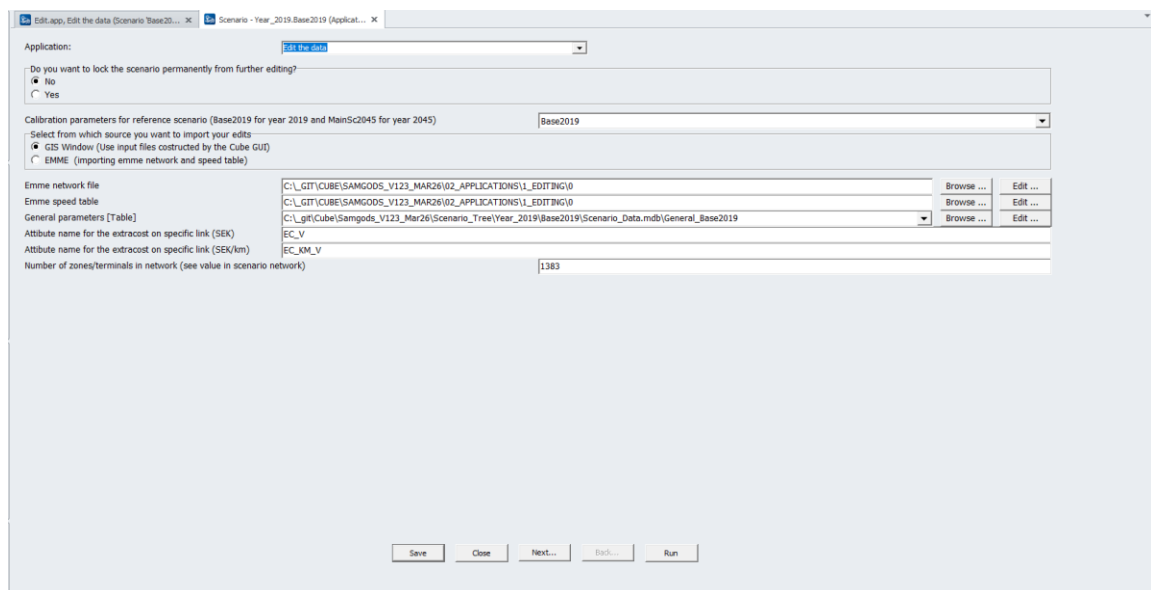 Edit.app, Edit the data (Scenario 'Base20... X
Scenario - Year_2019.Base2019 (Applicat... X
Application: Edit the data
Do you want to lock the scenario permanently from further editing?
No
Yes
Calibration parameters for reference scenario (Base2019 for year 2019 and MainSc2045 for year 2045) Base2019
Select from which source you want to import your edits
GIS Window (Use input files costructed by the Cube GUI)
EMME (importing emme network and speed table)
Emme network file C:\_GIT\CUBE\SAMGODS_V123_MAR26\02_APPLICATIONS\1_EDITING\0 Browse ... Edit ...
Emme speed table C:\_GIT\CUBE\SAMGODS_V123_MAR26\02_APPLICATIONS\1_EDITING\0 Browse ... Edit ...
General parameters [Table] C:\_git\Cube\Samgods_V123_Mar26\Scenario_Tree\Year_2019\Base2019\Scenario_Data.mdb\General_Base2019 Browse ... Edit ...
Attibute name for the extracost on specific link (SEK) EC_V
Attibute name for the extracost on specific link (SEK/km) EC_KM_V
Number of zones/terminals in network (see value in scenario network) 1383
Save Close Next... Back... Run